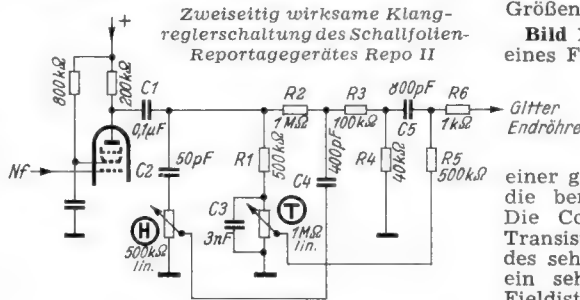 Zweiseitig wirksame Klang-
reglerschaltung des Schallfolien-
Reportagegerätes Repo II
+
800kΩ
200kΩ
C1
0,1µF
Nf
C2
50pF
R1
500kΩ
R2
1MΩ
R3
100kΩ
C4
400pF
800pF
C5
R4
40kΩ
R6
1kΩ
R5
500kΩ
Gitter
Endröhre
H
500kΩ
lin.
C3
3nF
T
1MΩ
lin.
Größen
Bild
eines F
einer g
die ber
Die Co
Transis
des seh
ein seh